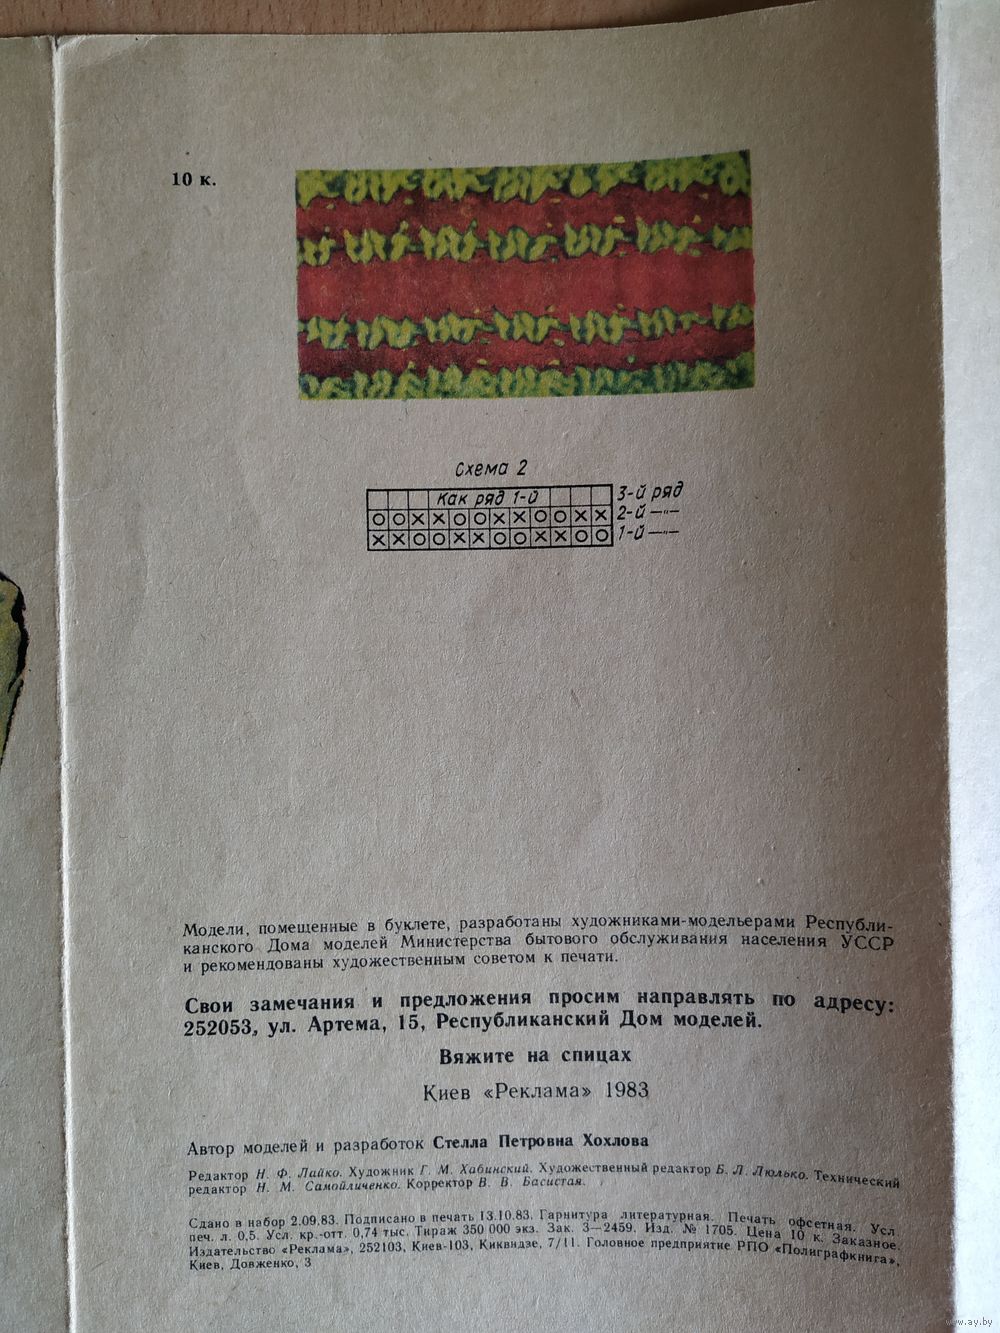 10 к.
Схема 2
Как ряд 1-й 3-й ряд
ООХХООХХООХХ 2-й —"—
ХХООХХООХХОО 1-й —"—
Модели, помещенные в буклете, разработаны художниками-модельерами Республи-
канского Дома моделей Министерства бытового обслуживания населения УССР
и рекомендованы художественным советом к печати.
Свои замечания и предложения просим направлять по адресу:
252053, ул. Артема, 15, Республиканский Дом моделей.
Вяжите на спицах
Киев «Реклама» 1983
Автор моделей и разработок Стелла Петровна Хохлова
Редактор Н. Ф. Лайко. Художник Г. М. Хабинский. Художественный редактор Б. Л. Люлько. Технический
редактор Н. М. Самойличенко. Корректор В. В. Басистая.
Сдано в набор 2.09.83. Подписано в печать 13.10.83. Гарнитура литературная. Печать офсетная. Усл.
печ. л. 0,5. Усл. кр.-отт. 0,74 тыс. Тираж 350 000 экз. Зак. 3—2459. Изд. № 1705. Цена 10 к. Заказное.
Издательство «Реклама», 252103, Киев-103, Киквидзе, 7/11. Головное предприятие РПО «Полиграфкнига»,
Киев, Довженко, 3
www.ay.by